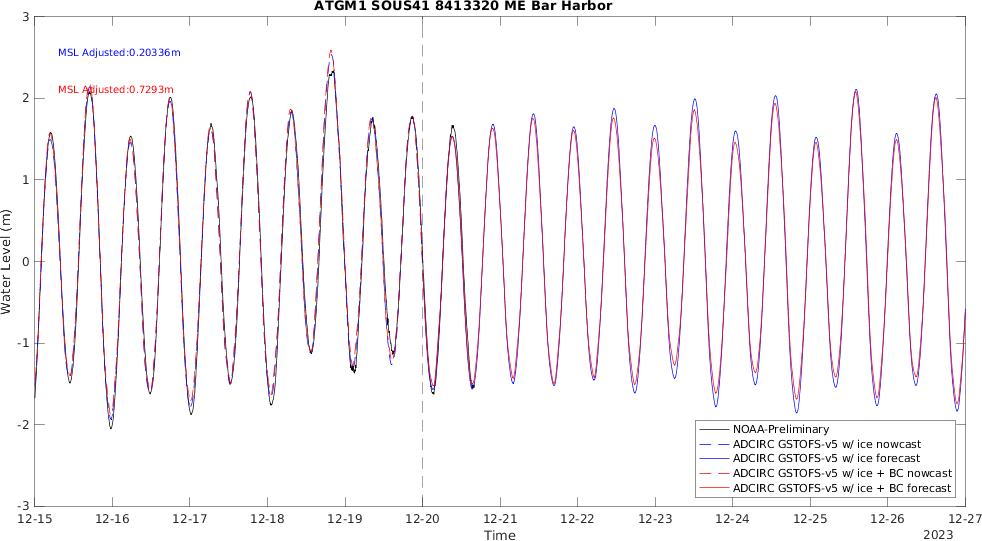 ATGM1 SOUS41 8413320 ME Bar Harbor
MSL Adjusted:0.20336m
MSL Adjusted:0.7293m
3
2
1
0
-1
-2
-3
Water Level (m)
NOAA-Preliminary
ADCIRC GSTOFS-v5 w/ ice nowcast
ADCIRC GSTOFS-v5 w/ ice forecast
ADCIRC GSTOFS-v5 w/ ice + BC nowcast
ADCIRC GSTOFS-v5 w/ ice + BC forecast
12-15 12-16 12-17 12-18 12-19 12-20 12-21 12-22 12-23 12-24 12-25 12-26 12-27
Time
2023